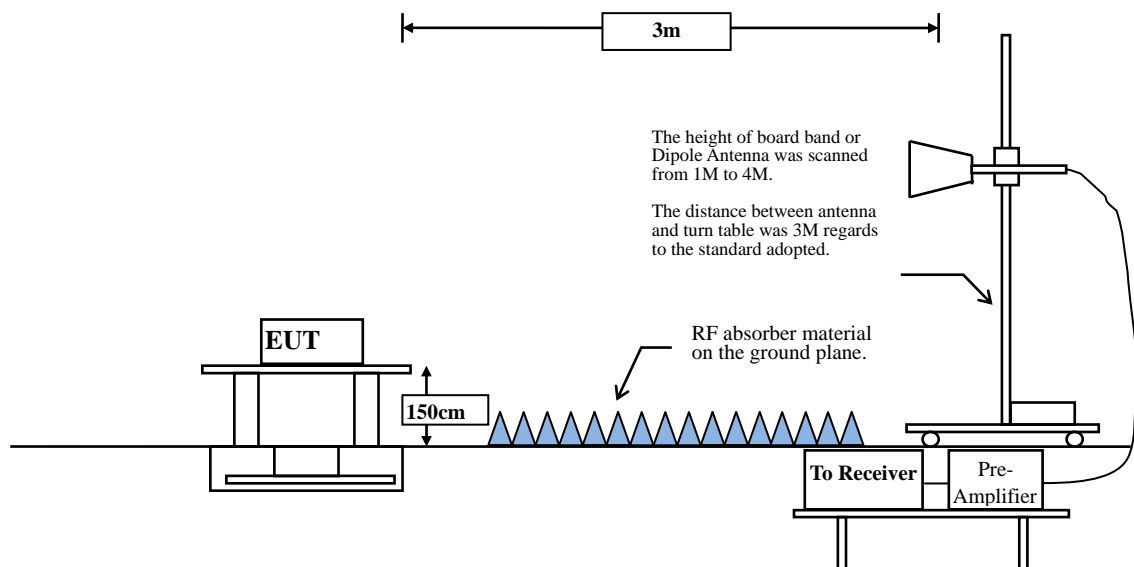 3m
The height of board band or
Dipole Antenna was scanned
from 1M to 4M.
The distance between antenna
and turn table was 3M regards
to the standard adopted.
EUT
RF absorber material
on the ground plane.
150cm
To Receiver
Pre-
Amplifier